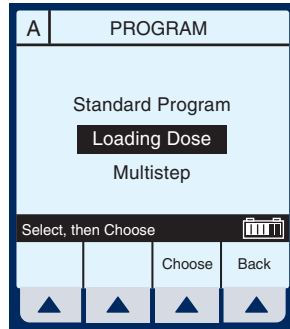 A PROGRAM
Standard Program
Loading Dose
Multistep
Select, then Choose
Choose Back